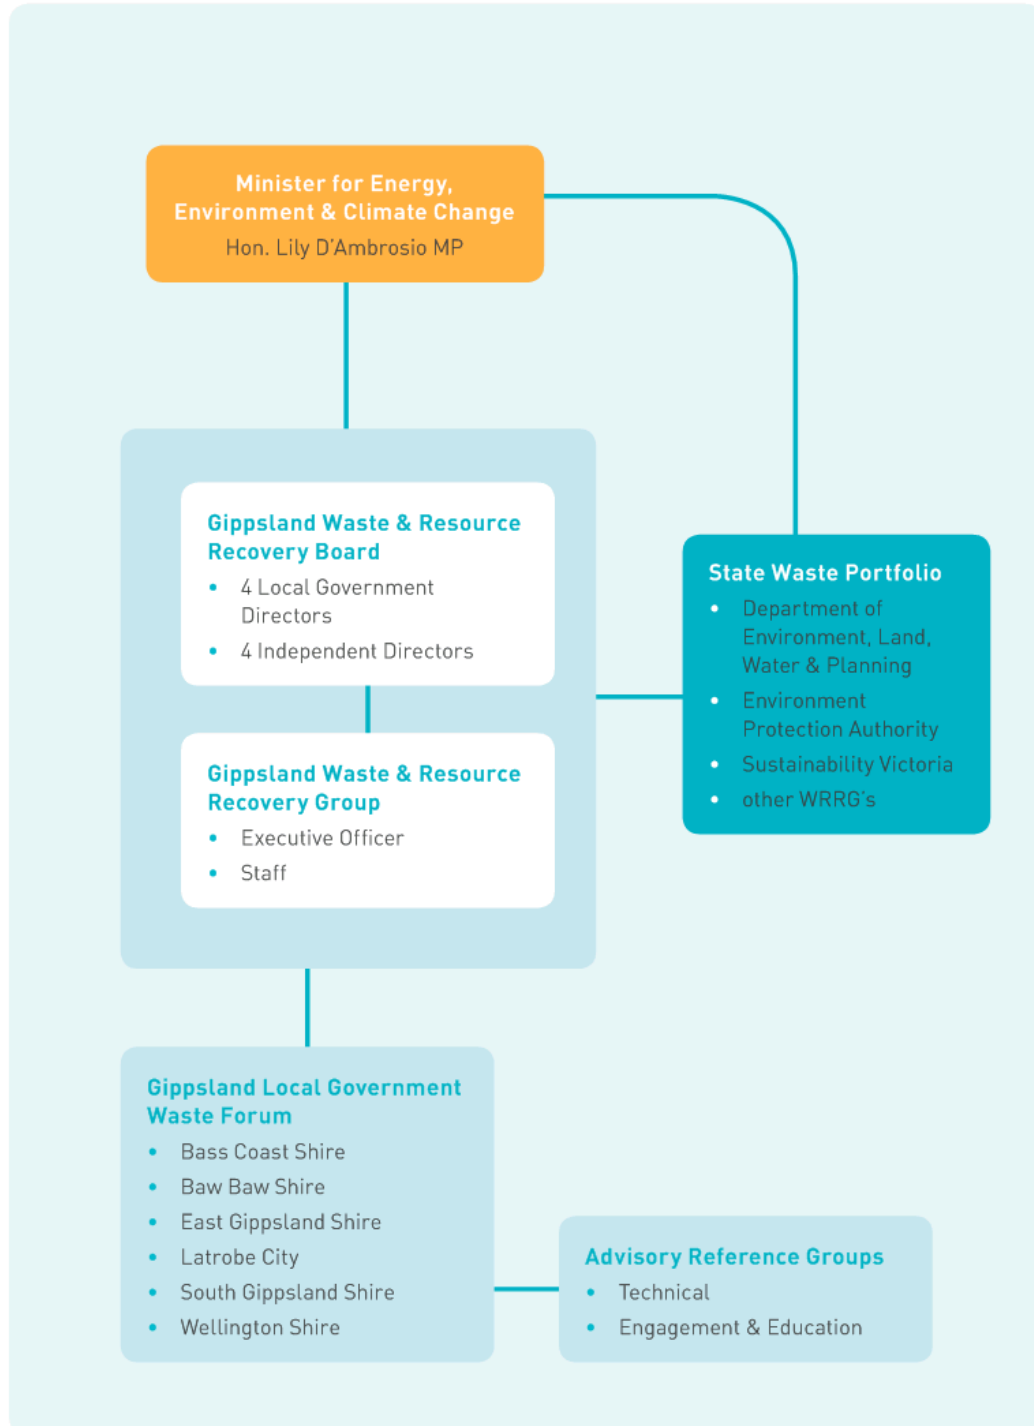 Minister for Energy,
Environment & Climate Change
Hon. Lily D’Ambrosio MP
Gippsland Waste & Resource
Recovery Board
• 4 Local Government
Directors
• 4 Independent Directors
Gippsland Waste & Resource
Recovery Group
• Executive Officer
• Staff
State Waste Portfolio
• Department of
Environment, Land,
Water & Planning
• Environment
Protection Authority
• Sustainability Victoria
• other WRRG’s
Gippsland Local Government
Waste Forum
• Bass Coast Shire
• Baw Baw Shire
• East Gippsland Shire
• Latrobe City
• South Gippsland Shire
• Wellington Shire
Advisory Reference Groups
• Technical
• Engagement & Education